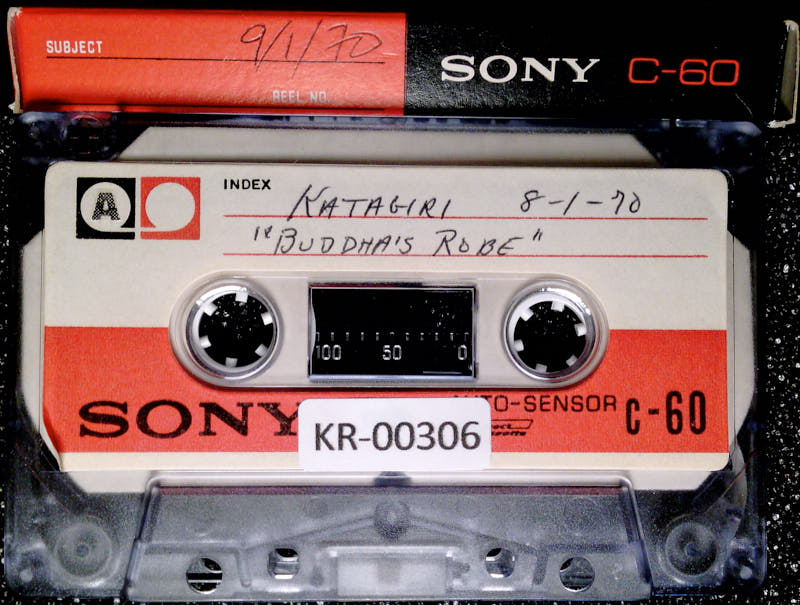 SUBJECT 9/1/70
REEL NO.
SONY C-60
A
INDEX
KATAGIRI 8-1-70
"BUDDHA'S ROBE"
100 50 0
SONY
TO-SENSOR C-60
KR-00306